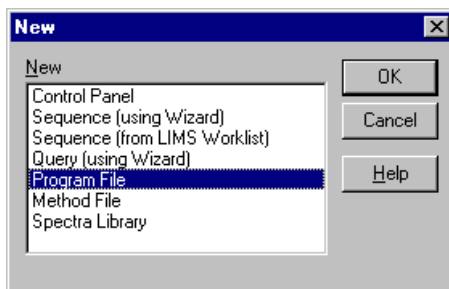 New
New
Control Panel
Sequence (using Wizard)
Sequence (from LIMS Worklist)
Query (using Wizard)
Program File
Method File
Spectra Library
OK
Cancel
Help